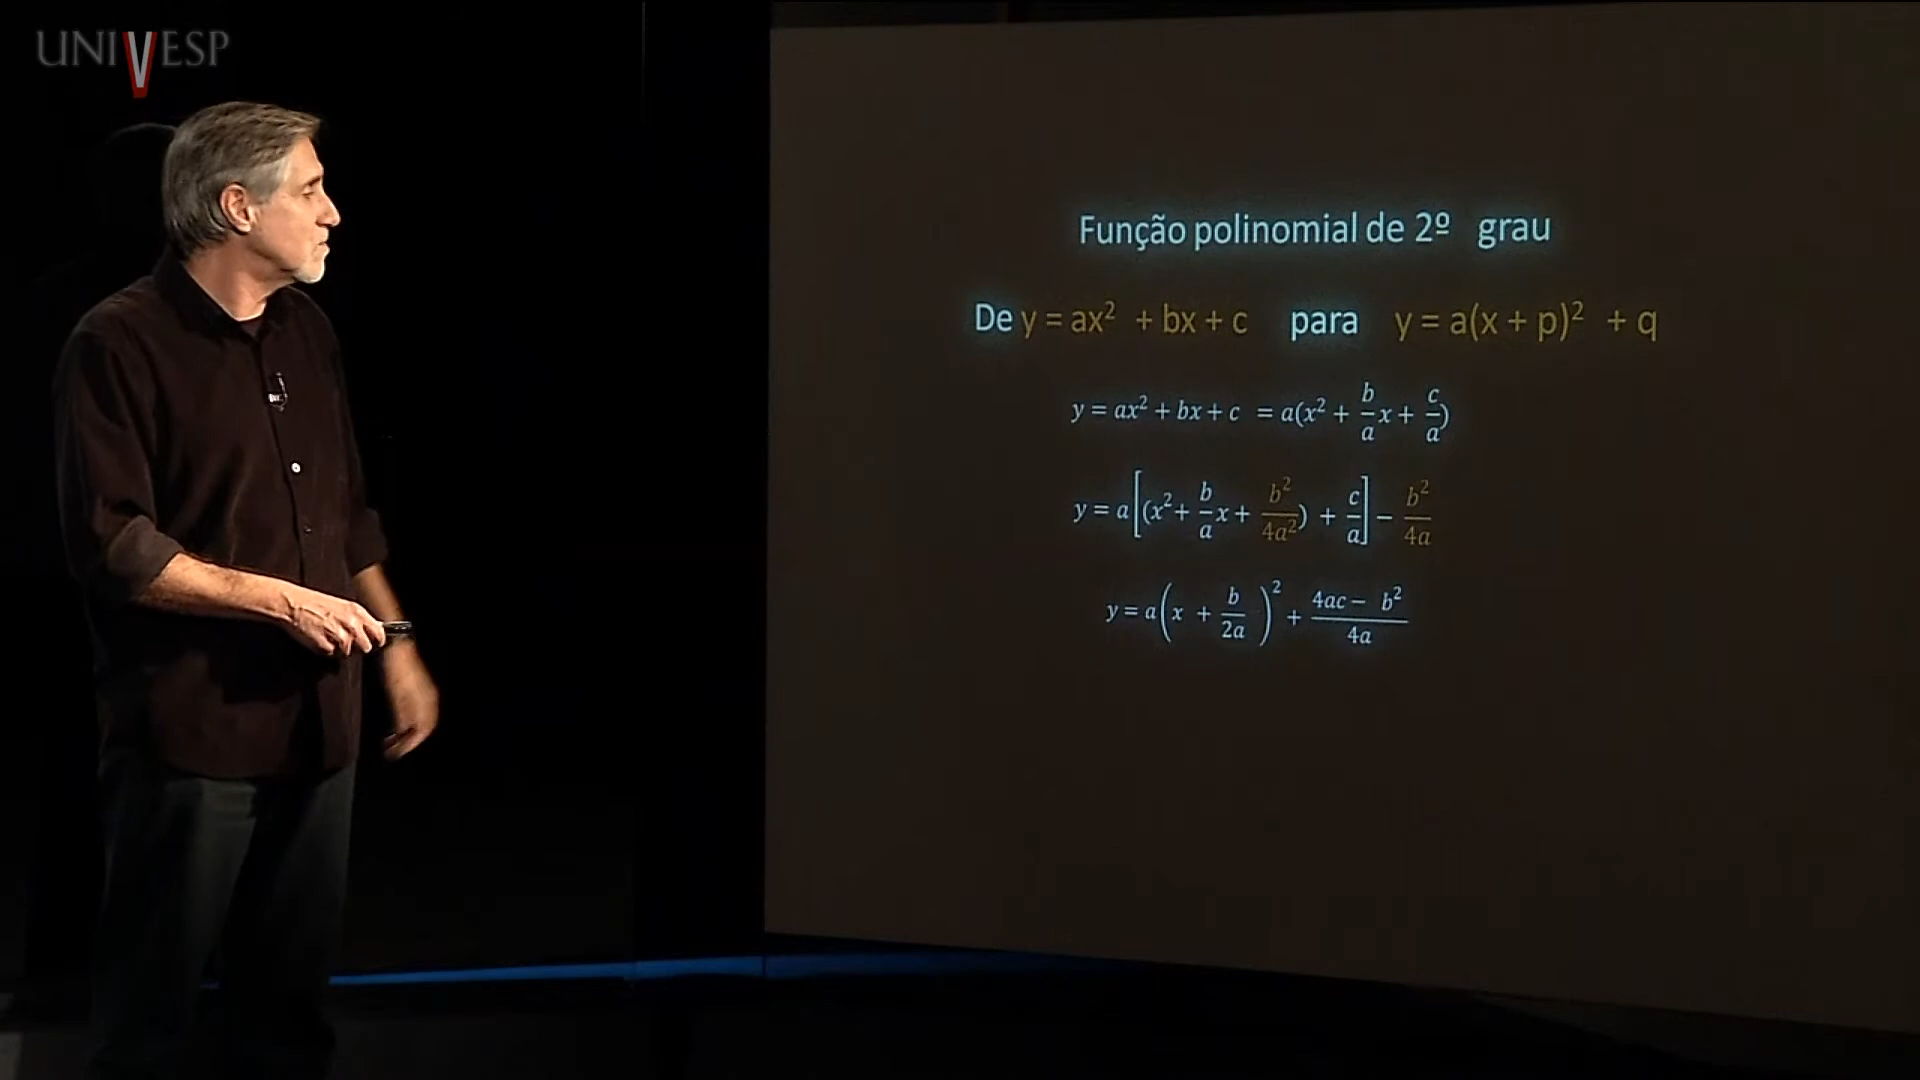 UNIVESP
Função polinomial de 2º grau
De y = ax² + bx + c para y = a(x + p)² + q
y = ax² + bx + c = a(x² + b/a x + c/a)
y = a[(x² + b/a x + b²/4a²) + c/a] − b²/4a
y = a(x + b/2a)² + 4ac − b²/4a